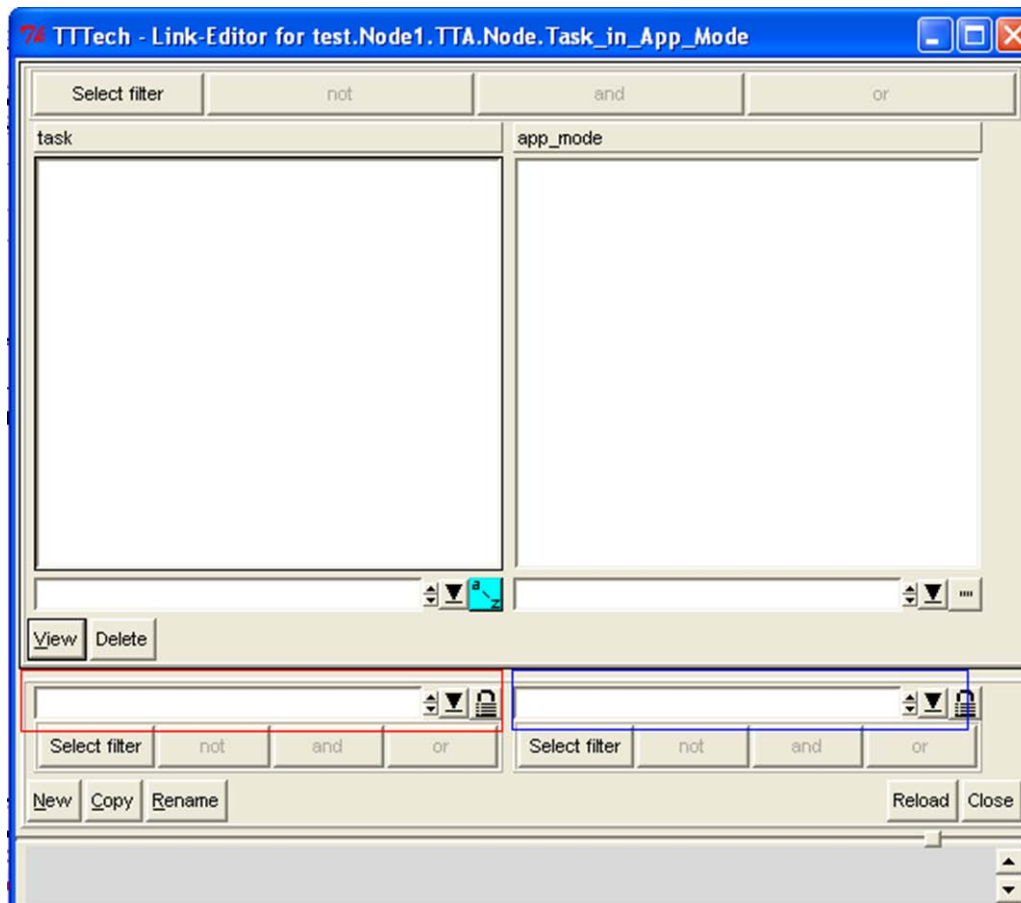 TTTech - Link-Editor for test.Node1.TTA.Node.Task_in_App_Mode
Select filter not and or
task app_mode
a z
View Delete
Select filter not and or Select filter not and or
New Copy Rename Reload Close